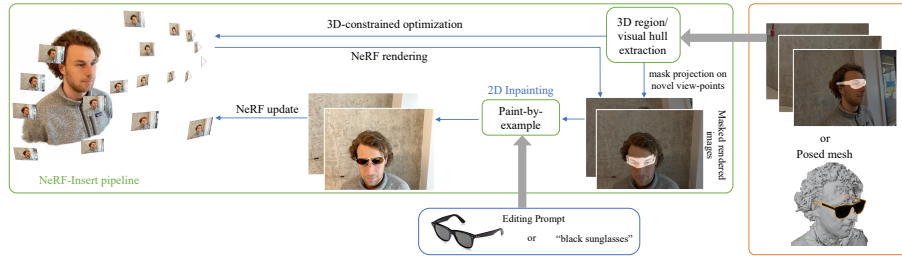 3D-constrained optimization
NeRF rendering
3D region/
visual hull
extraction
mask projection on
novel view-points
2D Inpainting
Paint-by-
example
NeRF update
Masked rendered
images
NeRF-Insert pipeline
Editing Prompt
or
“black sunglasses”
or
Posed mesh